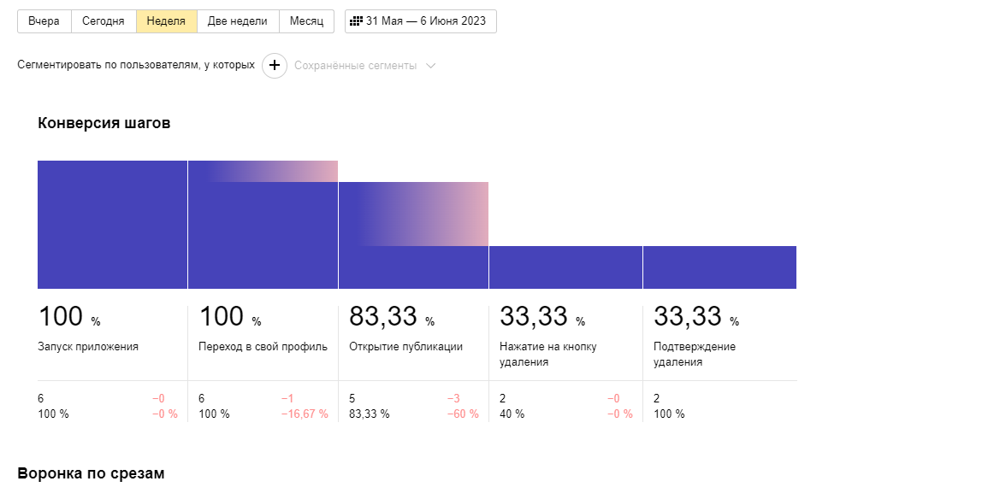 Вчера Сегодня Неделя Две недели Месяц 31 Мая — 6 Июня 2023
Сегментировать по пользователям, у которых + Сохранённые сегменты
Конверсия шагов
100 % 100 % 83,33 % 33,33 % 33,33 %
Запуск приложения Переход в свой профиль Открытие публикации Нажатие на кнопку Подтверждение
удаления удаления
6 −0 6 −1 5 −3 2 −0 2
100 % −0 % 100 % −16,67 % 83,33 % −60 % 40 % −0 % 100 %
Воронка по срезам